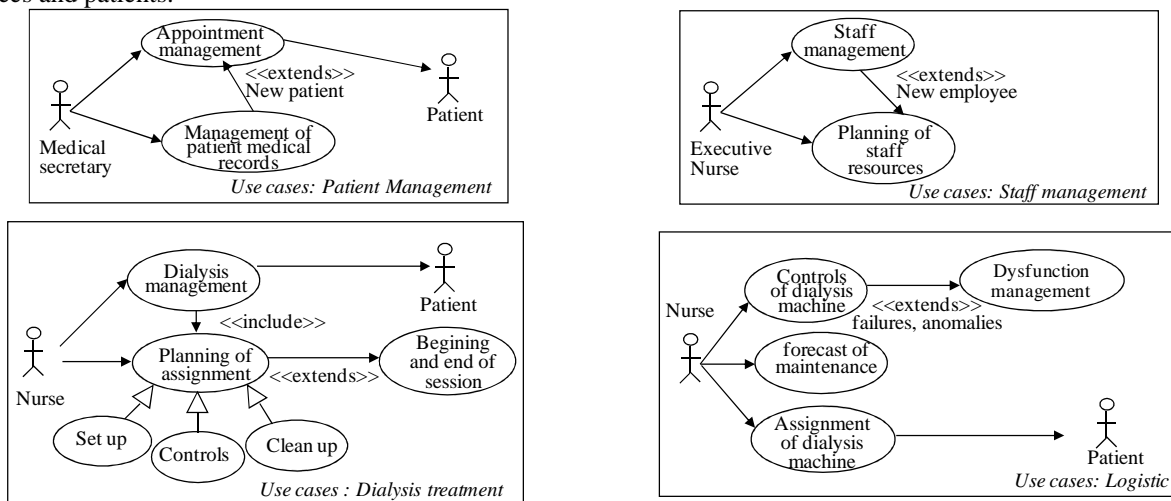 ces and patients.
Appointment
management
<<extends>>
New patient
Patient
Medical
secretary
Management of
patient medical
records
Use cases: Patient Management
Staff
management
<<extends>>
New employee
Executive
Nurse
Planning of
staff
resources
Use cases: Staff management
Dialysis
management
Patient
<<include>>
Nurse
Planning of
assignment
<<extends>>
Begining
and end of
session
Set up
Controls
Clean up
Use cases : Dialysis treatment
Nurse
Controls
of dialysis
machine
<<extends>>
failures, anomalies
Dysfunction
management
forecast of
maintenance
Assignment
of dialysis
machine
Patient
Use cases: Logistic